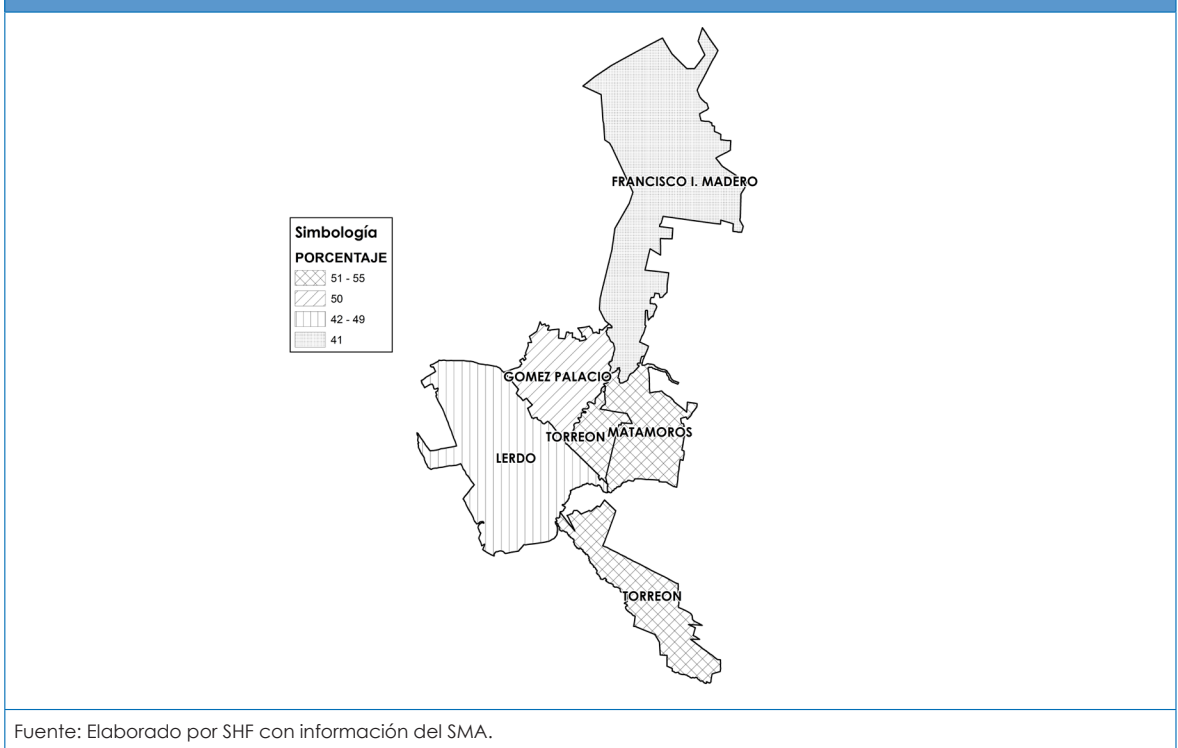 FRANCISCO I. MADERO
Simbología
PORCENTAJE
51 - 55
50
42 - 49
41
GOMEZ PALACIO
TORREON
MATAMOROS
LERDO
TORREON
Fuente: Elaborado por SHF con información del SMA.